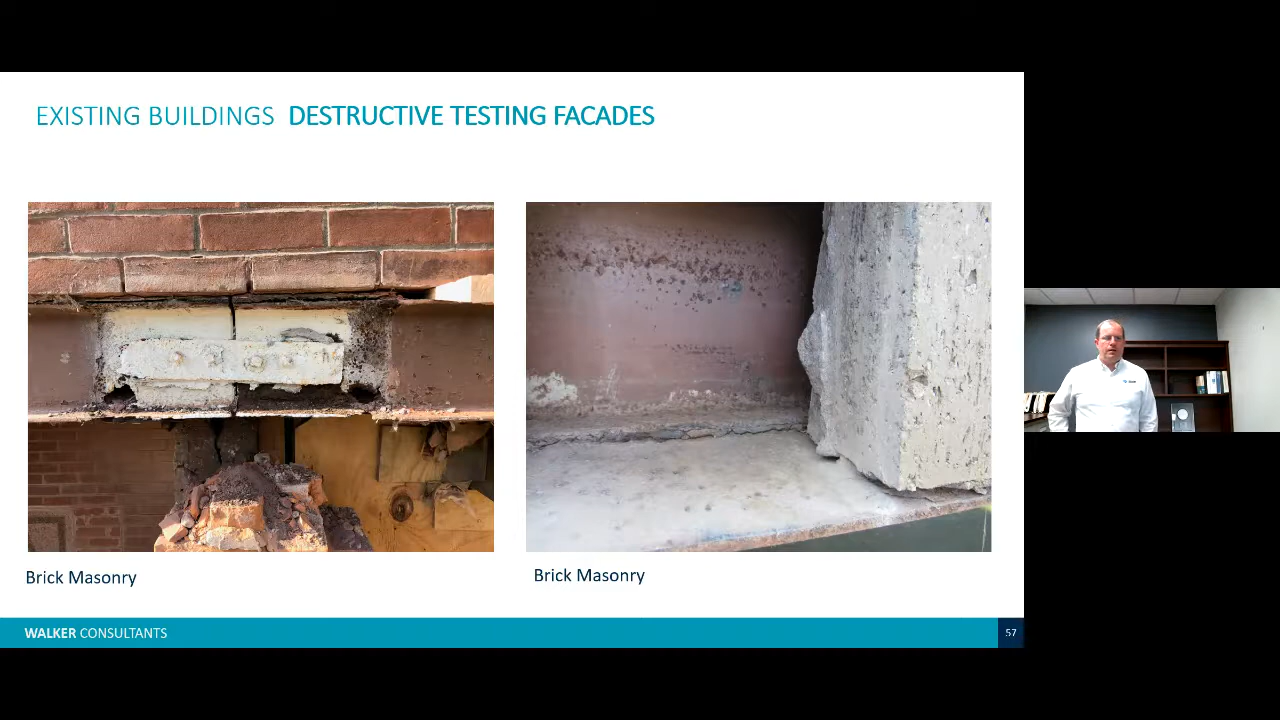 EXISTING BUILDINGS DESTRUCTIVE TESTING FACADES
Brick Masonry
Brick Masonry
WALKER CONSULTANTS
57